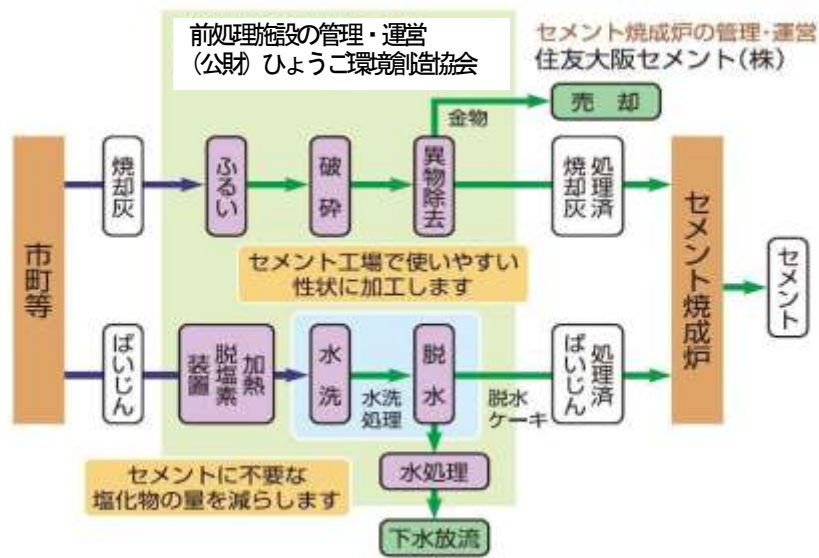 前処理施設の管理・運営
（公財）ひょうご環境創造協会
セメント焼成炉の管理・運営
住友大阪セメント（株）
売却
金物
市町等
焼却灰
ふるい
破砕
異物除去
処理済
焼却灰
セメント焼成炉
セメント
セメント工場で使いやすい
性状に加工します
ばいじん
加熱
脱塩素
装置
水洗
水洗
処理
脱水
脱水
ケーキ
処理済
ばいじん
セメントに不要な
塩化物の量を減らします
水処理
下水放流